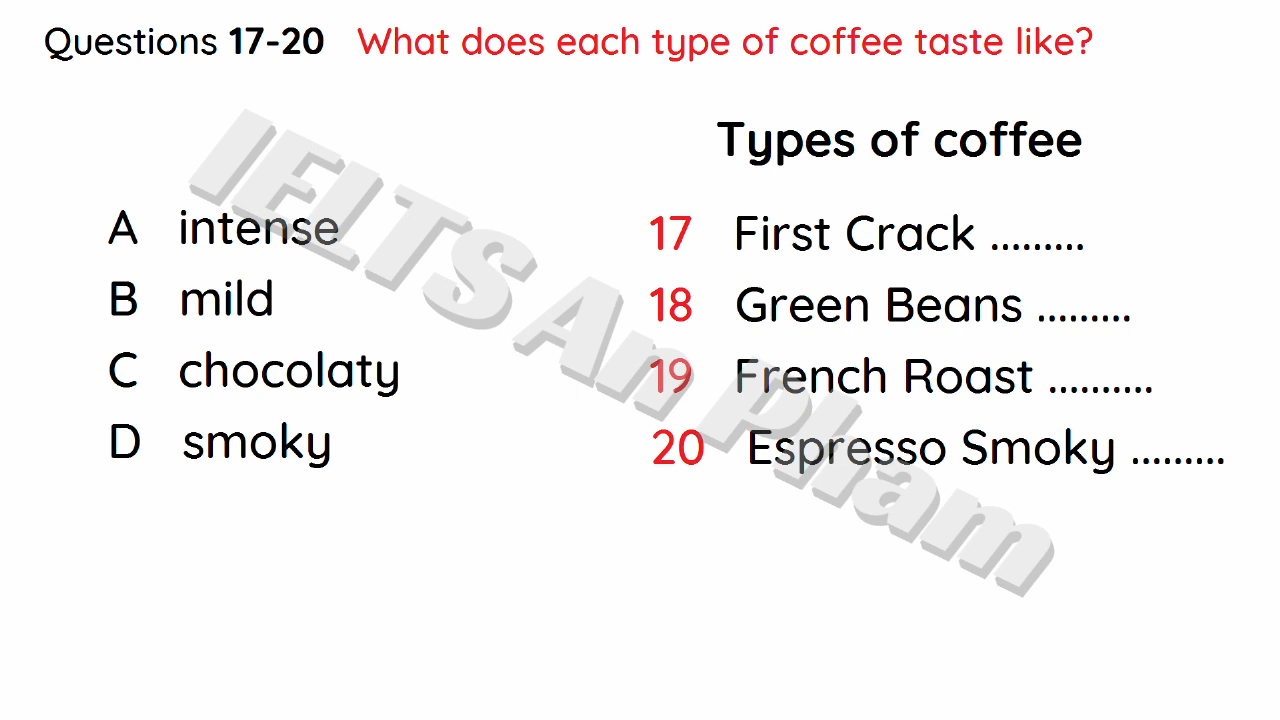 Questions 17-20 What does each type of coffee taste like?
Types of coffee
A intense
B mild
C chocolaty
D smoky
17 First Crack .........
18 Green Beans .........
19 French Roast ..........
20 Espresso Smoky .........
IELTS An Pham